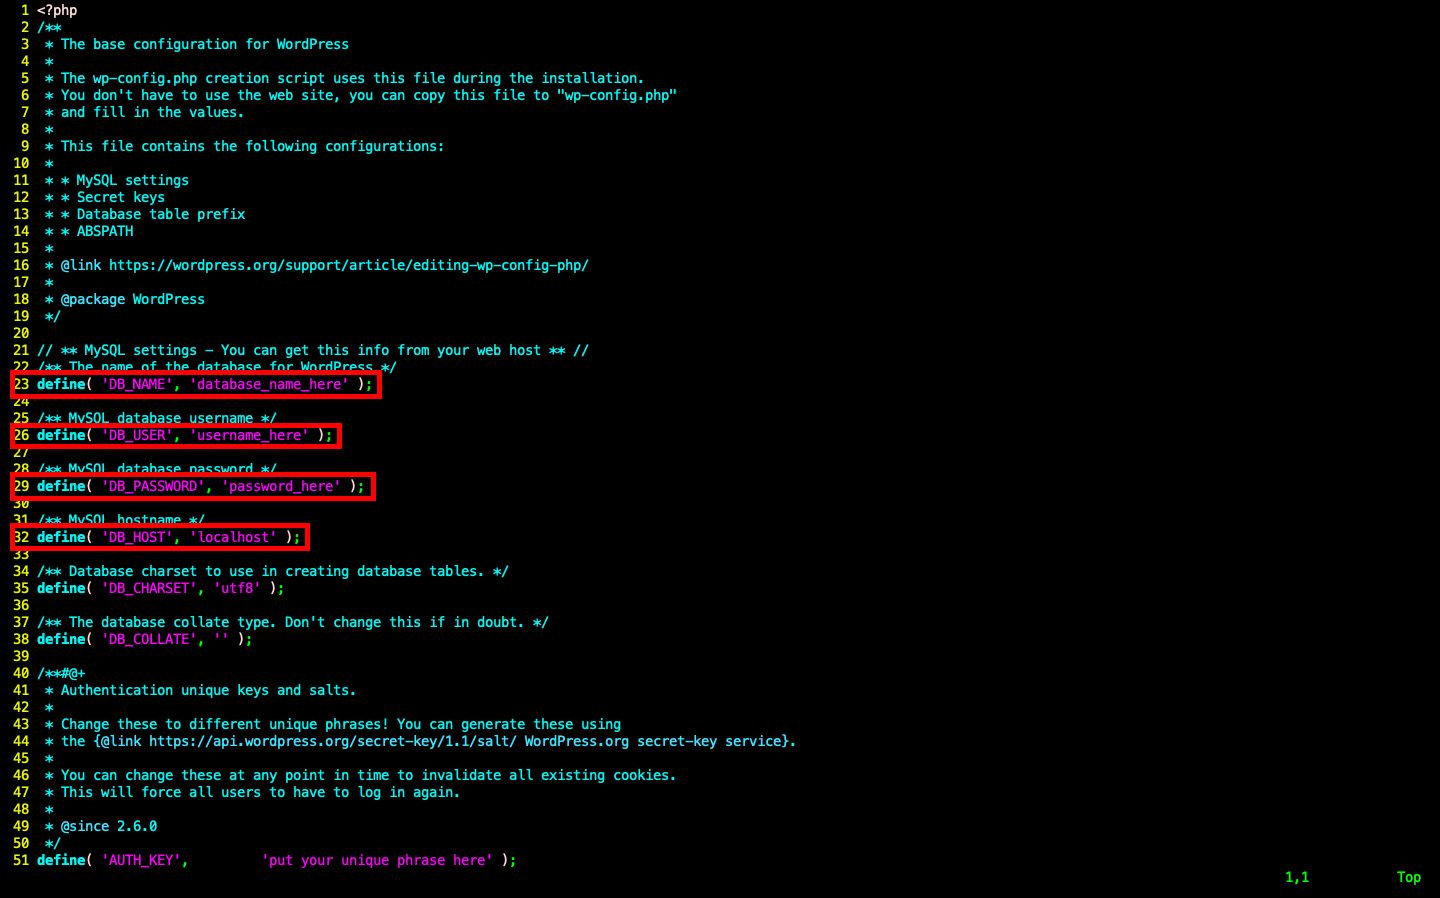 1 <?php
2 /**
3  * The base configuration for WordPress
4  *
5  * The wp-config.php creation script uses this file during the installation.
6  * You don't have to use the web site, you can copy this file to "wp-config.php"
7  * and fill in the values.
8  *
9  * This file contains the following configurations:
10  *
11  * * MySQL settings
12  * * Secret keys
13  * * Database table prefix
14  * * ABSPATH
15  *
16  * @link https://wordpress.org/support/article/editing-wp-config-php/
17  *
18  * @package WordPress
19  */
20
21 // ** MySQL settings - You can get this info from your web host ** //
22 /** The name of the database for WordPress */
23 define( 'DB_NAME', 'database_name_here' );
24
25 /** MySQL database username */
26 define( 'DB_USER', 'username_here' );
27
28 /** MySQL database password */
29 define( 'DB_PASSWORD', 'password_here' );
30
31 /** MySQL hostname */
32 define( 'DB_HOST', 'localhost' );
33
34 /** Database charset to use in creating database tables. */
35 define( 'DB_CHARSET', 'utf8' );
36
37 /** The database collate type. Don't change this if in doubt. */
38 define( 'DB_COLLATE', '' );
39
40 /**#@+
41  * Authentication unique keys and salts.
42  *
43  * Change these to different unique phrases! You can generate these using
44  * the {@link https://api.wordpress.org/secret-key/1.1/salt/ WordPress.org secret-key service}.
45  *
46  * You can change these at any point in time to invalidate all existing cookies.
47  * This will force all users to have to log in again.
48  *
49  * @since 2.6.0
50  */
51 define( 'AUTH_KEY',         'put your unique phrase here' );
1,1 Top